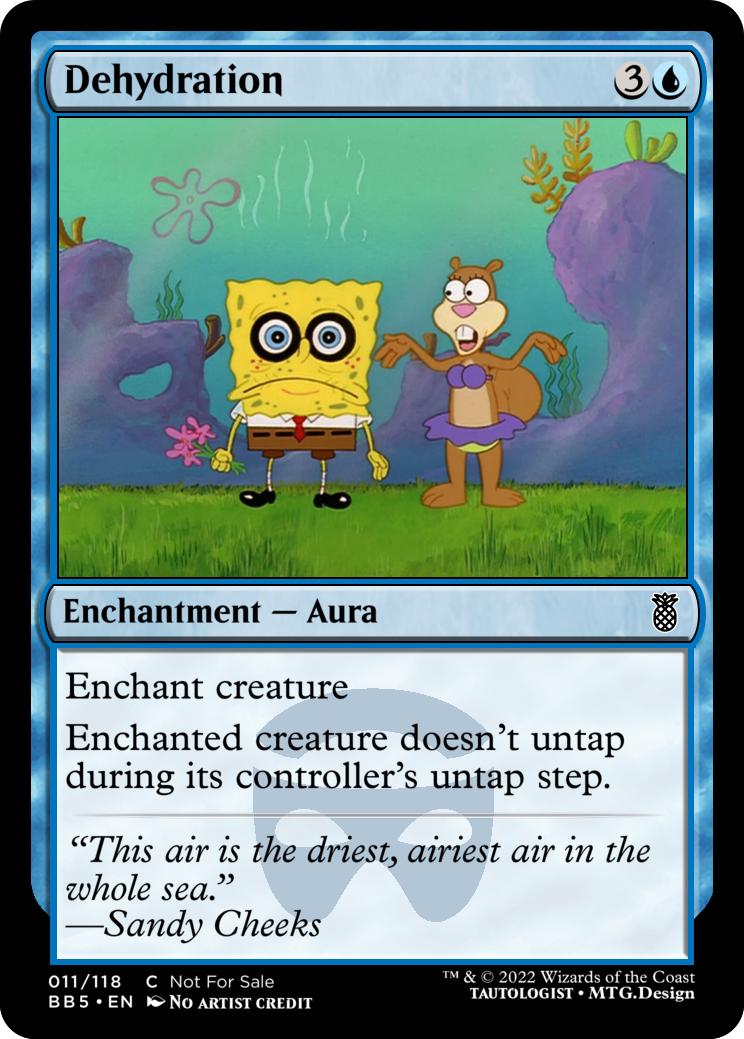 Dehydration 3
Enchantment — Aura
Enchant creature
Enchanted creature doesn't untap
during its controller's untap step.
“This air is the driest, airiest air in the
whole sea.”
—Sandy Cheeks
011/118 C Not For Sale
BB5 • EN No artist credit
™ & © 2022 Wizards of the Coast
TAUTOLOGIST • MTG.Design